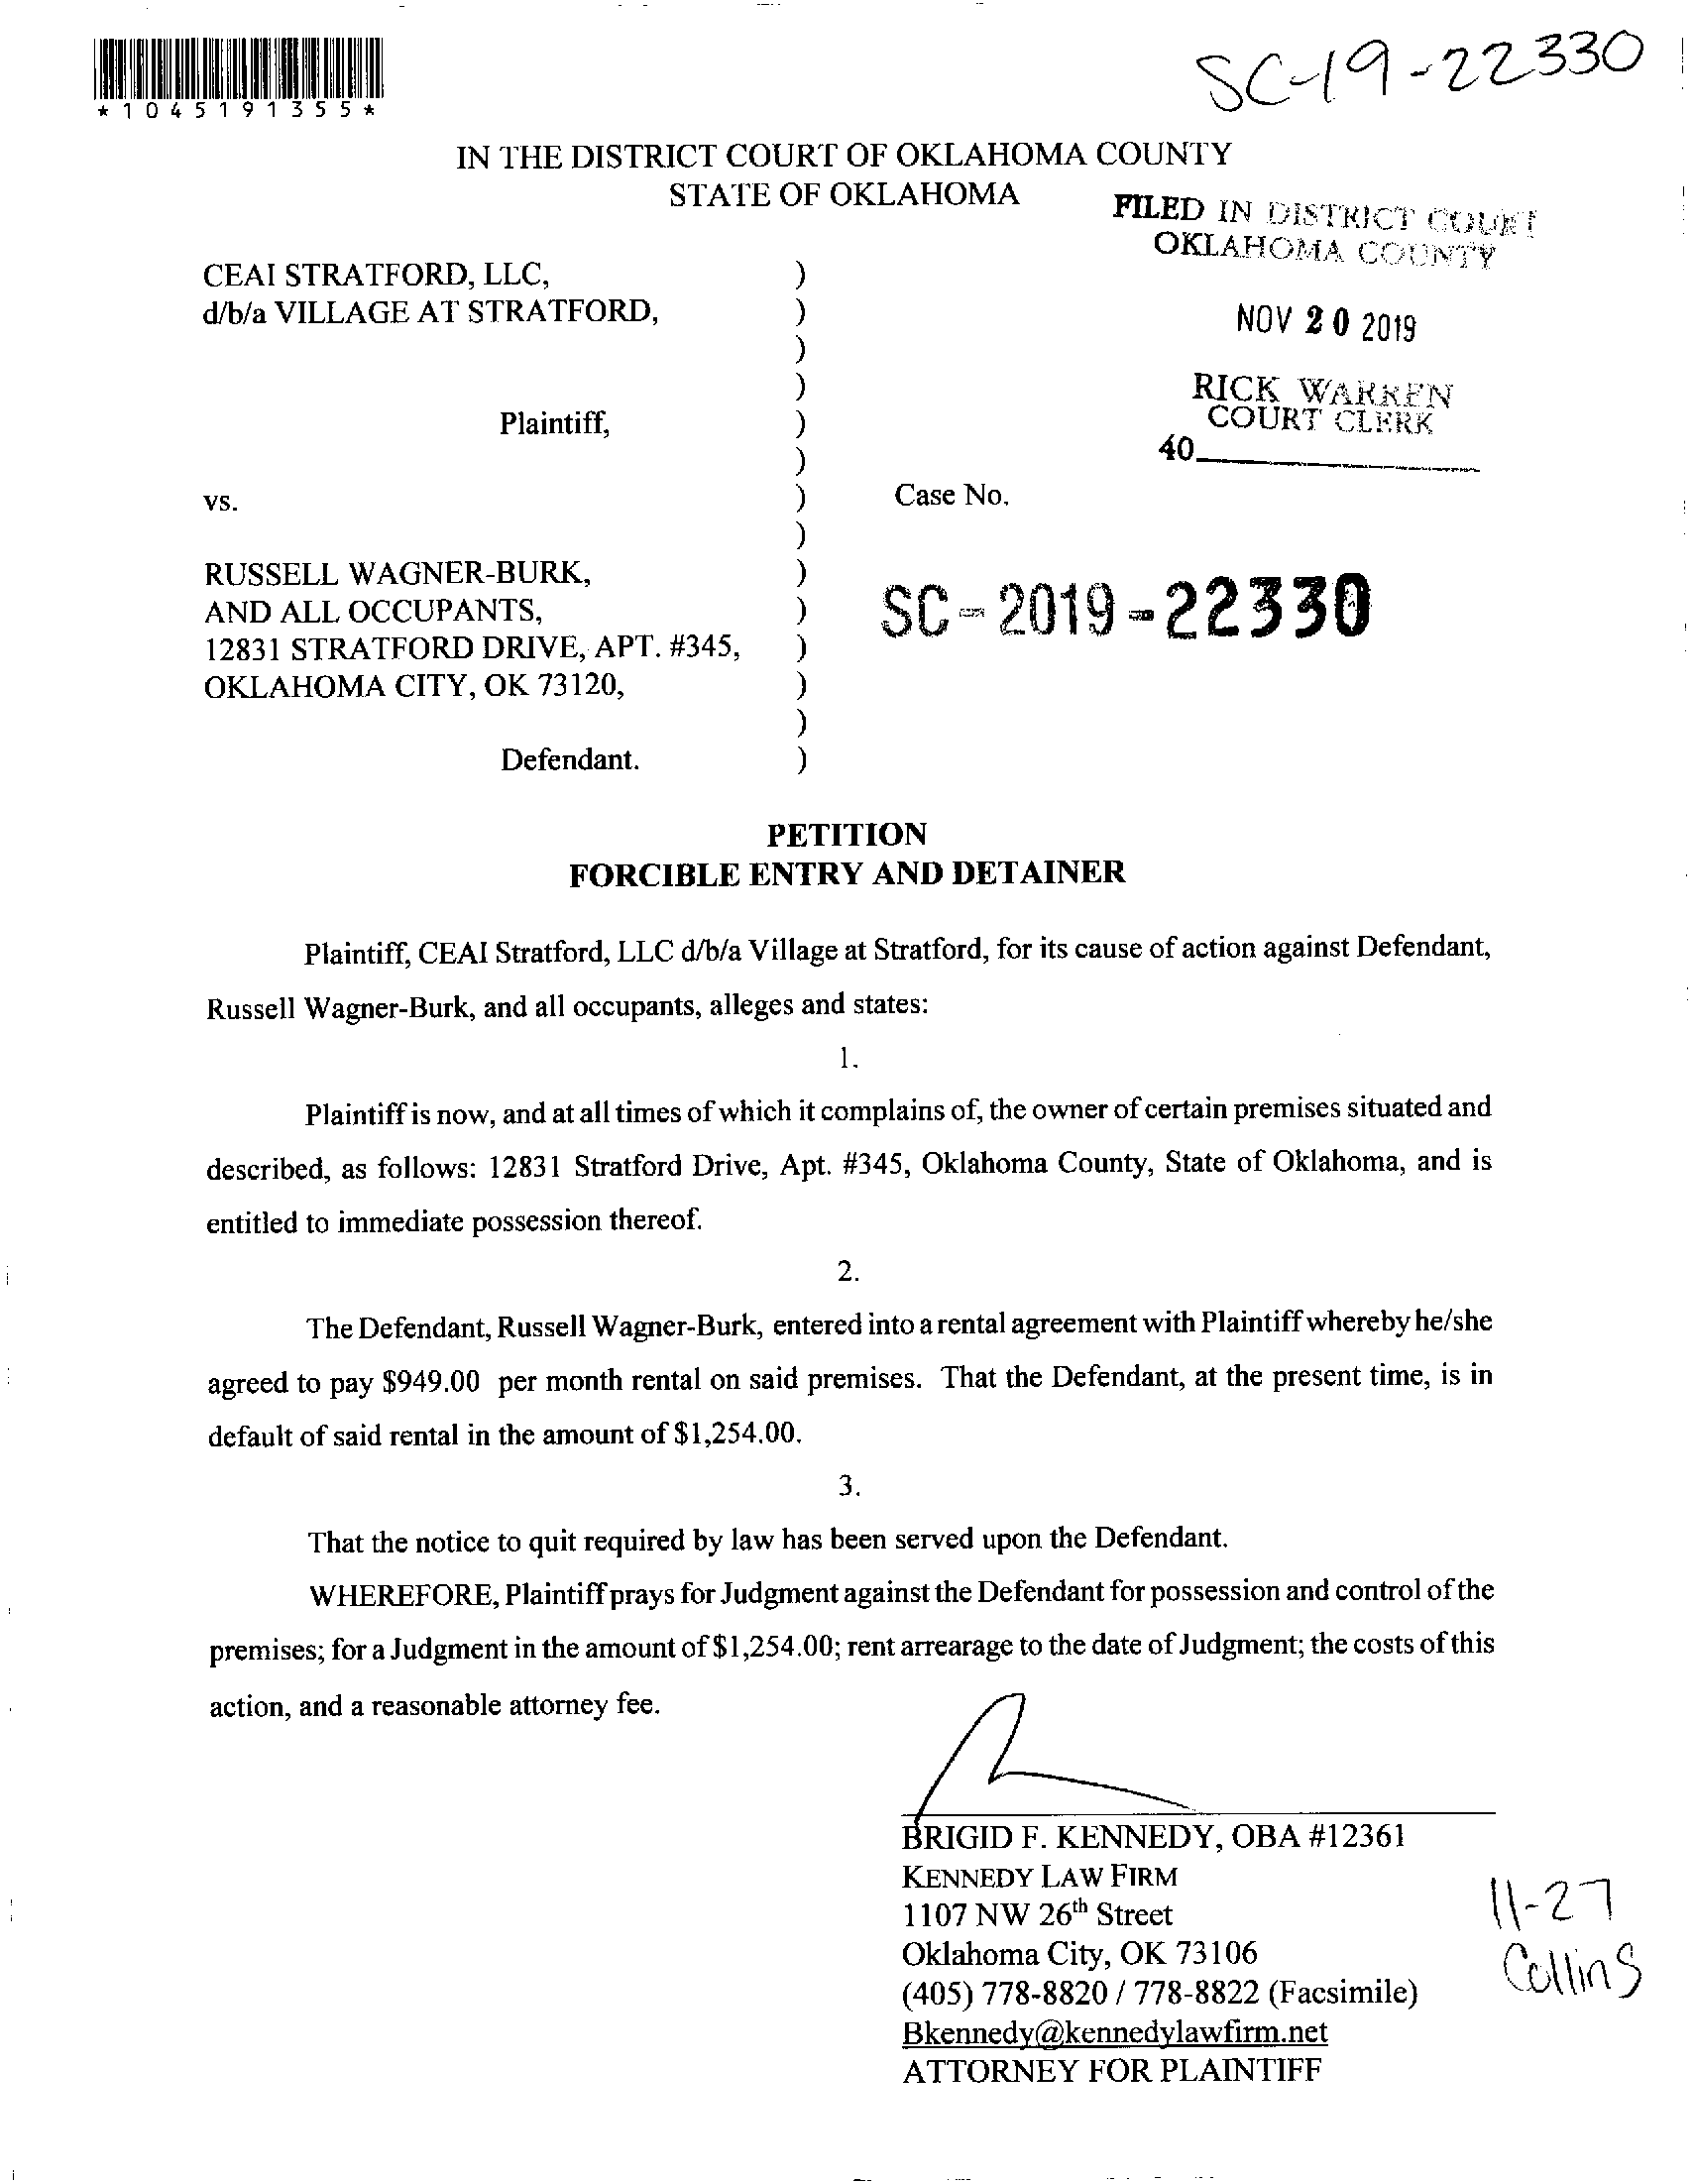 *1045191355*
SC-19-22330
IN THE DISTRICT COURT OF OKLAHOMA COUNTY
STATE OF OKLAHOMA
FILED IN DISTRICT COURT
OKLAHOMA COUNTY
NOV 20 2019
RICK WARREN
COURT CLERK
40
CEAI STRATFORD, LLC, )
d/b/a VILLAGE AT STRATFORD, )
)
)
Plaintiff, )
)
vs. ) Case No.
)
RUSSELL WAGNER-BURK, )
AND ALL OCCUPANTS, ) SC-2019-22330
12831 STRATFORD DRIVE, APT. #345, )
OKLAHOMA CITY, OK 73120, )
)
Defendant. )
PETITION
FORCIBLE ENTRY AND DETAINER
Plaintiff, CEAI Stratford, LLC d/b/a Village at Stratford, for its cause of action against Defendant,
Russell Wagner-Burk, and all occupants, alleges and states:
1.
Plaintiff is now, and at all times of which it complains of, the owner of certain premises situated and
described, as follows: 12831 Stratford Drive, Apt. #345, Oklahoma County, State of Oklahoma, and is
entitled to immediate possession thereof.
2.
The Defendant, Russell Wagner-Burk, entered into a rental agreement with Plaintiff whereby he/she
agreed to pay $949.00 per month rental on said premises. That the Defendant, at the present time, is in
default of said rental in the amount of $1,254.00.
3.
That the notice to quit required by law has been served upon the Defendant.
WHEREFORE, Plaintiff prays for Judgment against the Defendant for possession and control of the
premises; for a Judgment in the amount of $1,254.00; rent arrearage to the date of Judgment; the costs of this
action, and a reasonable attorney fee.
BRIGID F. KENNEDY, OBA #12361
KENNEDY LAW FIRM
1107 NW 26th Street
Oklahoma City, OK 73106
(405) 778-8820 / 778-8822 (Facsimile)
Bkennedy@kennedylawfirm.net
ATTORNEY FOR PLAINTIFF
11-27
Collins